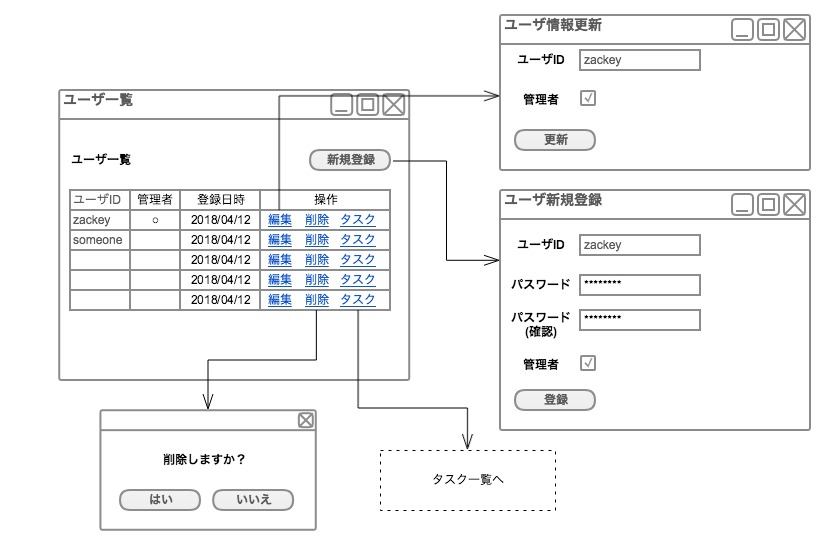 ユーザ一覧
ユーザ一覧
新規登録
ユーザID 管理者 登録日時 操作
zackey ○ 2018/04/12 編集 削除 タスク
someone 2018/04/12 編集 削除 タスク
2018/04/12 編集 削除 タスク
2018/04/12 編集 削除 タスク
2018/04/12 編集 削除 タスク
ユーザ情報更新
ユーザID zackey
管理者
更新
ユーザ新規登録
ユーザID zackey
パスワード ********
パスワード
(確認) ********
管理者
登録
削除しますか？
はい いいえ
タスク一覧へ